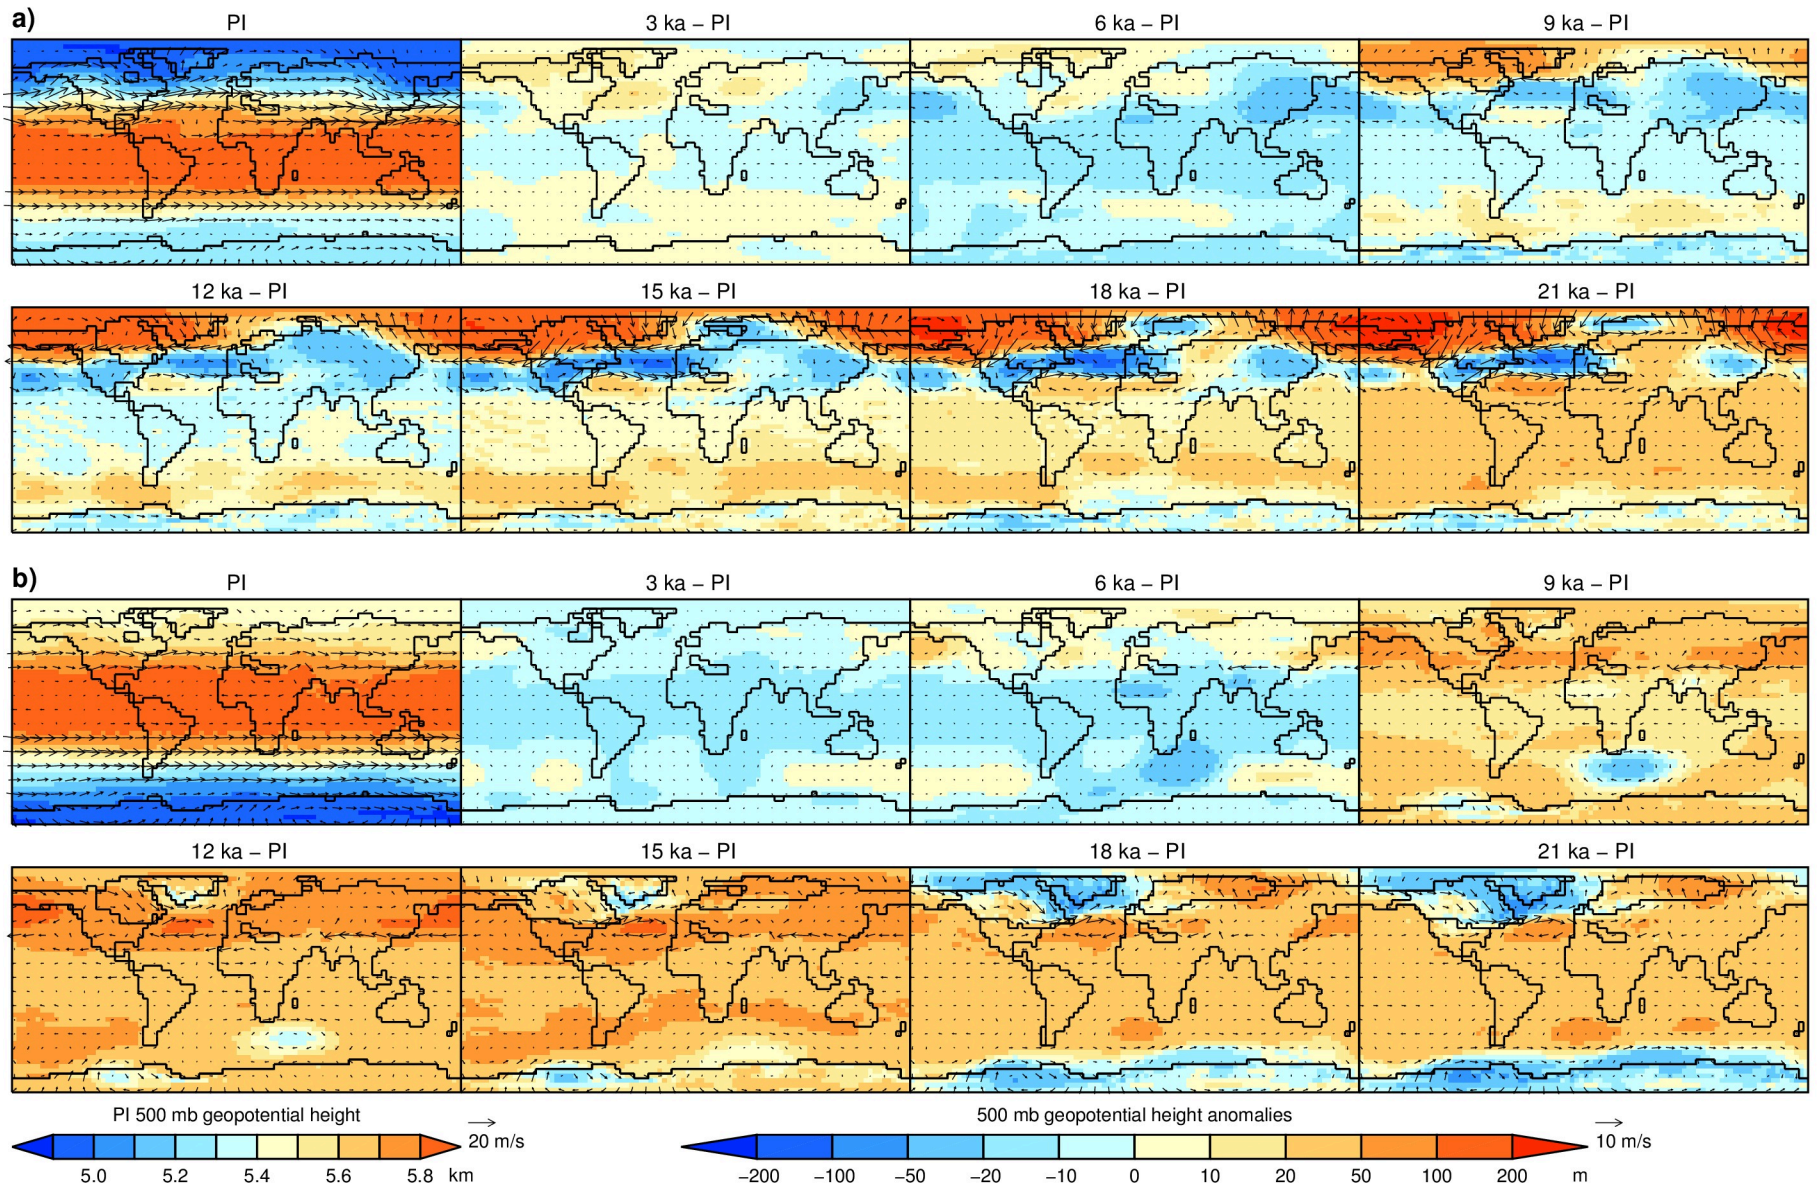 a)
PI
3 ka – PI
6 ka – PI
9 ka – PI
12 ka – PI
15 ka – PI
18 ka – PI
21 ka – PI
b)
PI
3 ka – PI
6 ka – PI
9 ka – PI
12 ka – PI
15 ka – PI
18 ka – PI
21 ka – PI
PI 500 mb geopotential height
20 m/s
5.0 5.2 5.4 5.6 5.8 km
500 mb geopotential height anomalies
10 m/s
−200 −100 −50 −20 −10 0 10 20 50 100 200 m